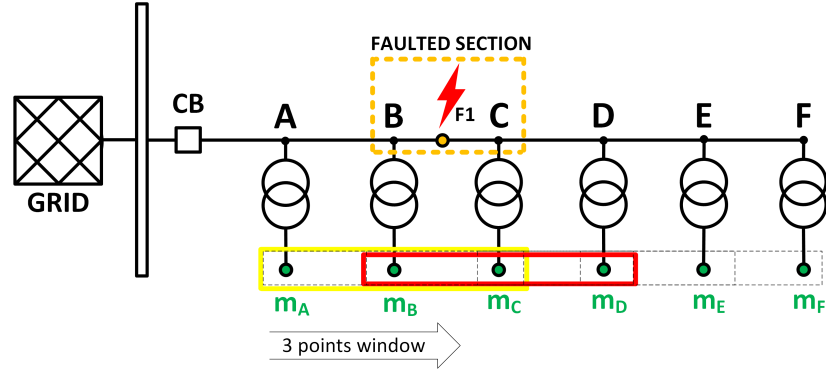 FAULTED SECTION
CB
A
B
F1
C
D
E
F
GRID
mA
mB
mC
mD
mE
mF
3 points window